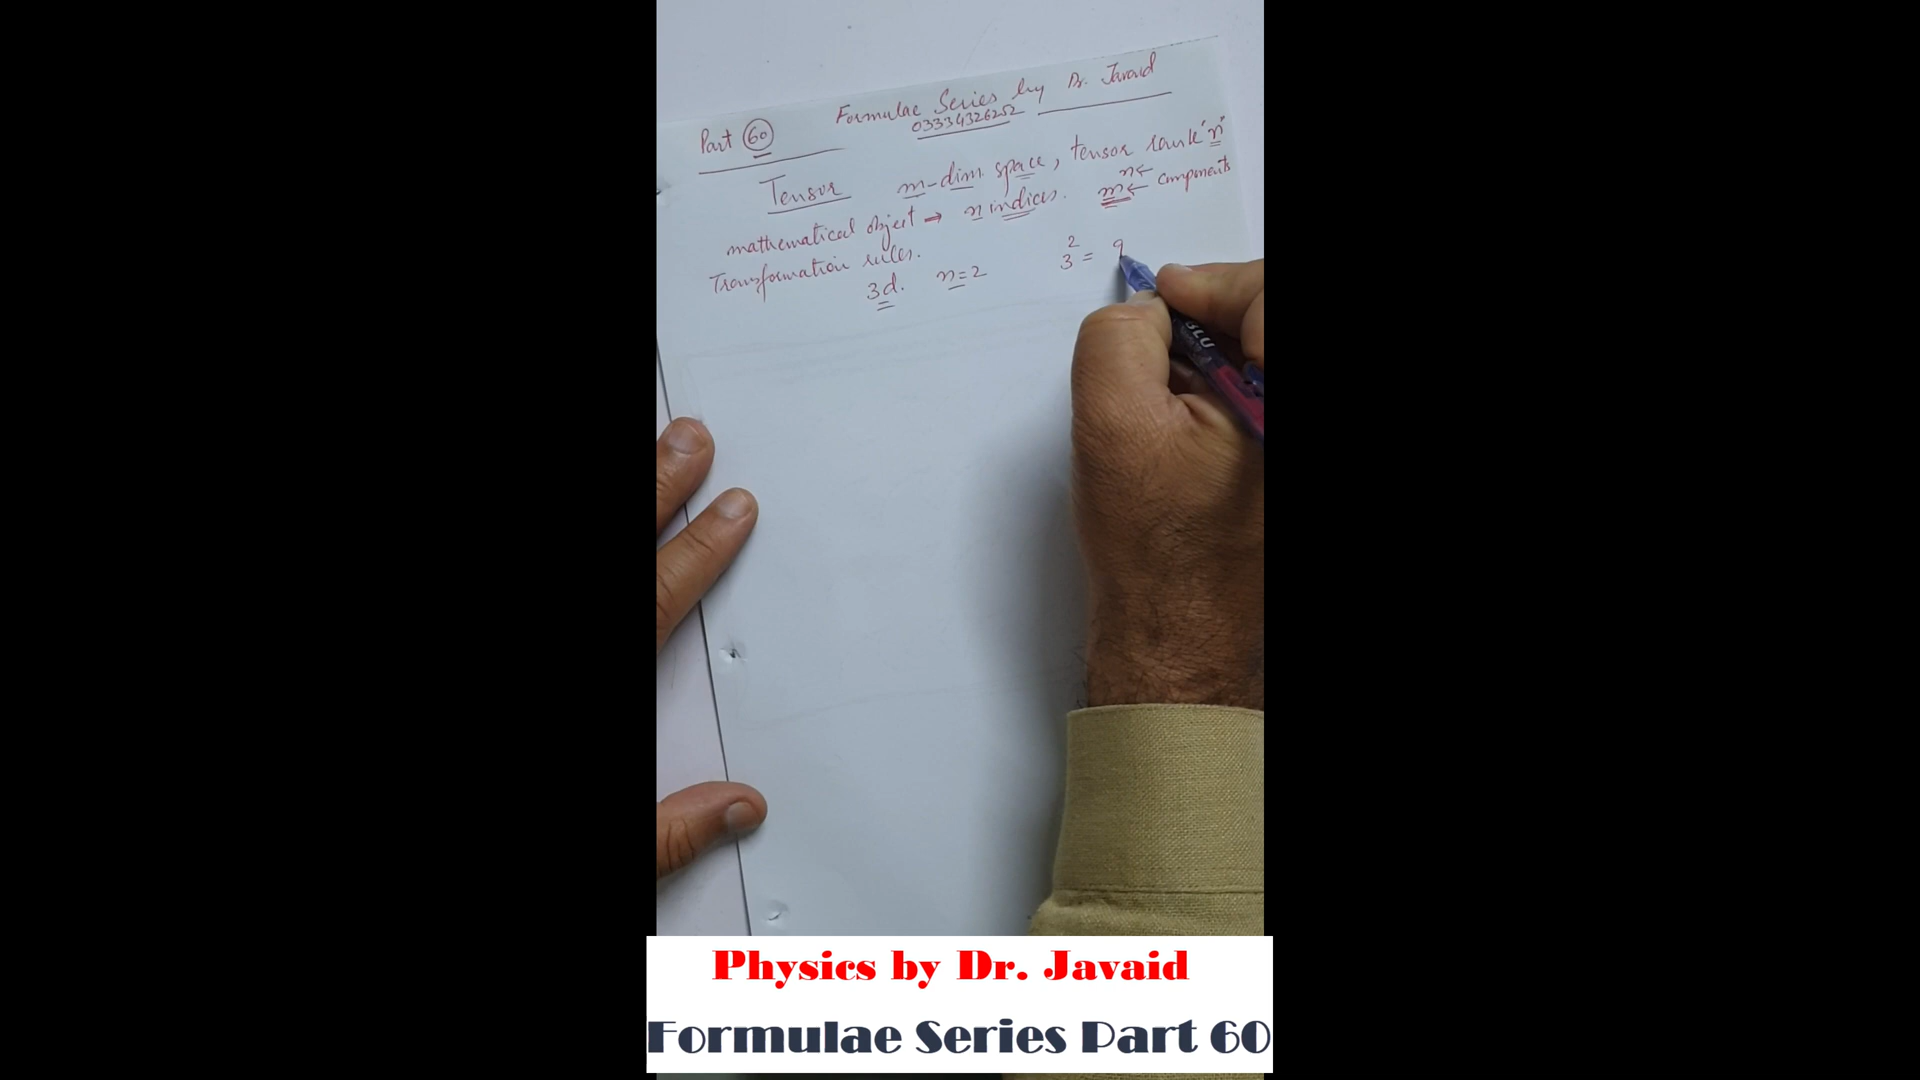 Formulae Series by Dr. Javaid
03334326252
Part 60
Tensor m-dim. space, tensor rank 'n'
mathematical object → n indices. mⁿ ← components
Transformation rules.
3d. n=2 3² = 9
GLU
Physics by Dr. Javaid
Formulae Series Part 60